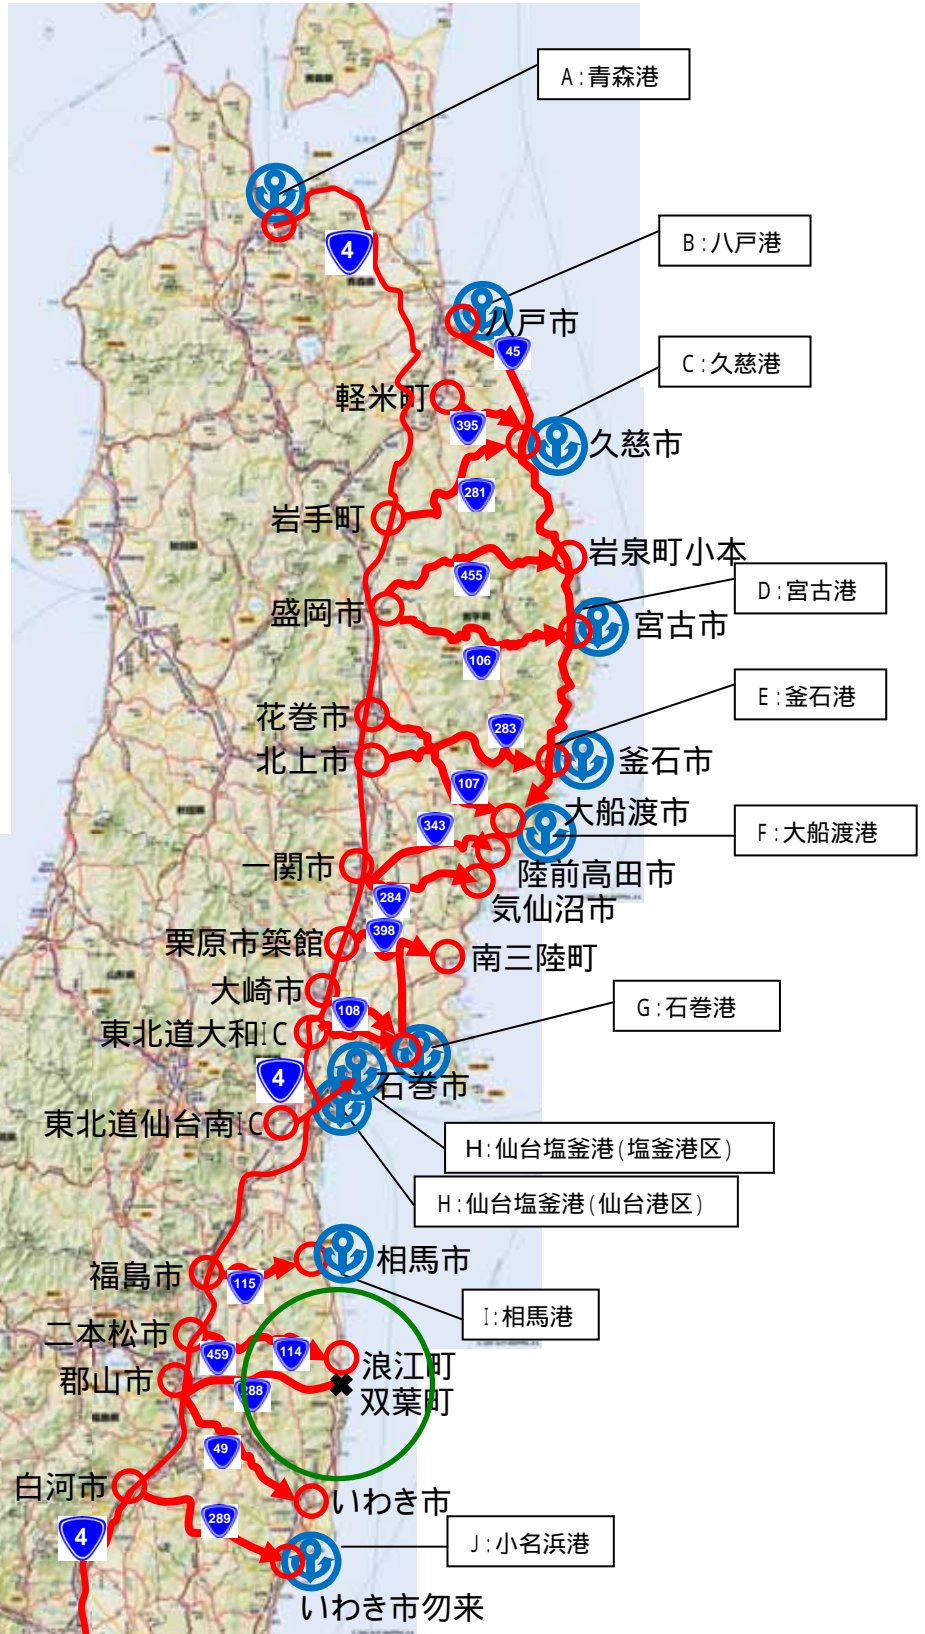 A:青森港
4
B:八戸港
八戸市
45
C:久慈港
軽米町
395
久慈市
281
岩手町
岩泉町小本
455
D:宮古港
盛岡市
宮古市
106
E:釜石港
花巻市
283
北上市
釜石市
107
大船渡市
343
F:大船渡港
一関市
陸前高田市
284
気仙沼市
398
栗原市築館
南三陸町
大崎市
G:石巻港
108
東北道大和IC
4
石巻市
東北道仙台南IC
H:仙台塩釜港(塩釜港区)
H:仙台塩釜港(仙台港区)
相馬市
福島市
115
I:相馬港
二本松市
459
114
浪江町
郡山市
288
双葉町
49
白河市
いわき市
289
4
J:小名浜港
いわき市勿来